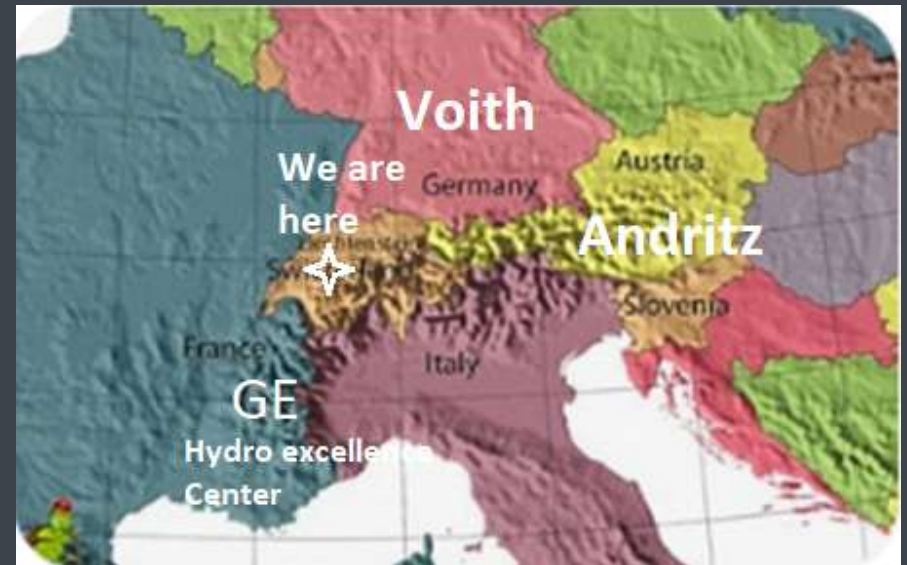 Voith
We are
here
Germany
Austria
Andritz
Slovenia
France
Italy
GE
Hydro excellence
Center